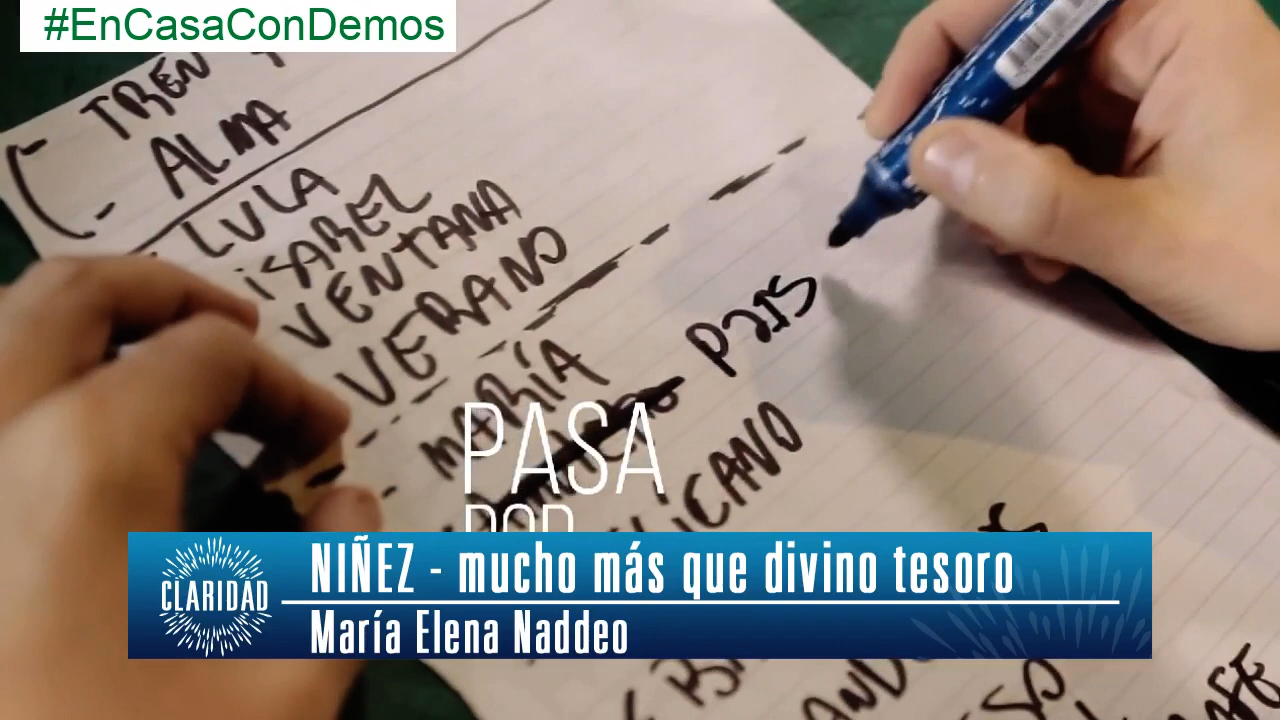 #EnCasaConDemos
TREN
- ALMA
LULA
ISABEL
VENTANA
VERANO
- MARÍA
PAIS
PASA
POR
CLARIDAD
NIÑEZ - mucho más que divino tesoro
María Elena Naddeo